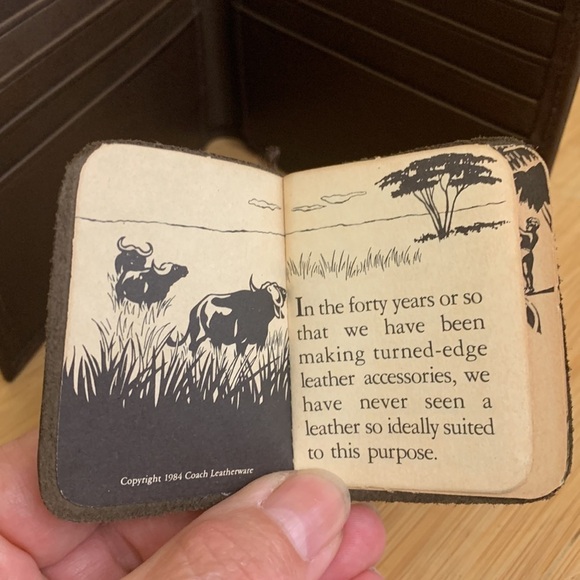 Copyright 1984 Coach Leatherware
In the forty years or so
that we have been
making turned-edge
leather accessories, we
have never seen a
leather so ideally suited
to this purpose.